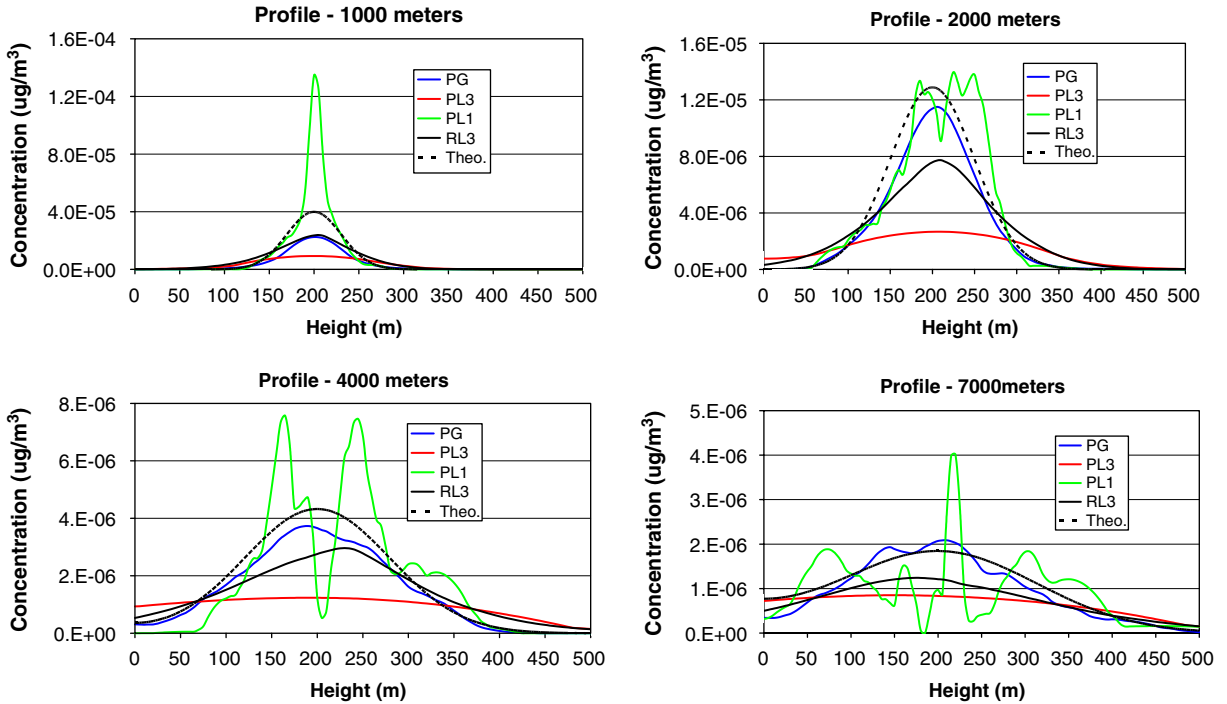 Profile - 1000 meters
Concentration (ug/m³)
1.6E-04
1.2E-04
8.0E-05
4.0E-05
0.0E+00
PG
PL3
PL1
RL3
Theo.
0 50 100 150 200 250 300 350 400 450 500
Height (m)
Profile - 2000 meters
Concentration (ug/m³)
1.6E-05
1.2E-05
8.0E-06
4.0E-06
0.0E+00
PG
PL3
PL1
RL3
Theo.
0 50 100 150 200 250 300 350 400 450 500
Height (m)
Profile - 4000 meters
Concentration (ug/m³)
8.E-06
6.E-06
4.E-06
2.E-06
0.E+00
PG
PL3
PL1
RL3
Theo.
0 50 100 150 200 250 300 350 400 450 500
Height (m)
Profile - 7000meters
Concentration (ug/m³)
5.E-06
4.E-06
3.E-06
2.E-06
1.E-06
0.E+00
PG
PL3
PL1
RL3
Theo.
0 50 100 150 200 250 300 350 400 450 500
Height (m)